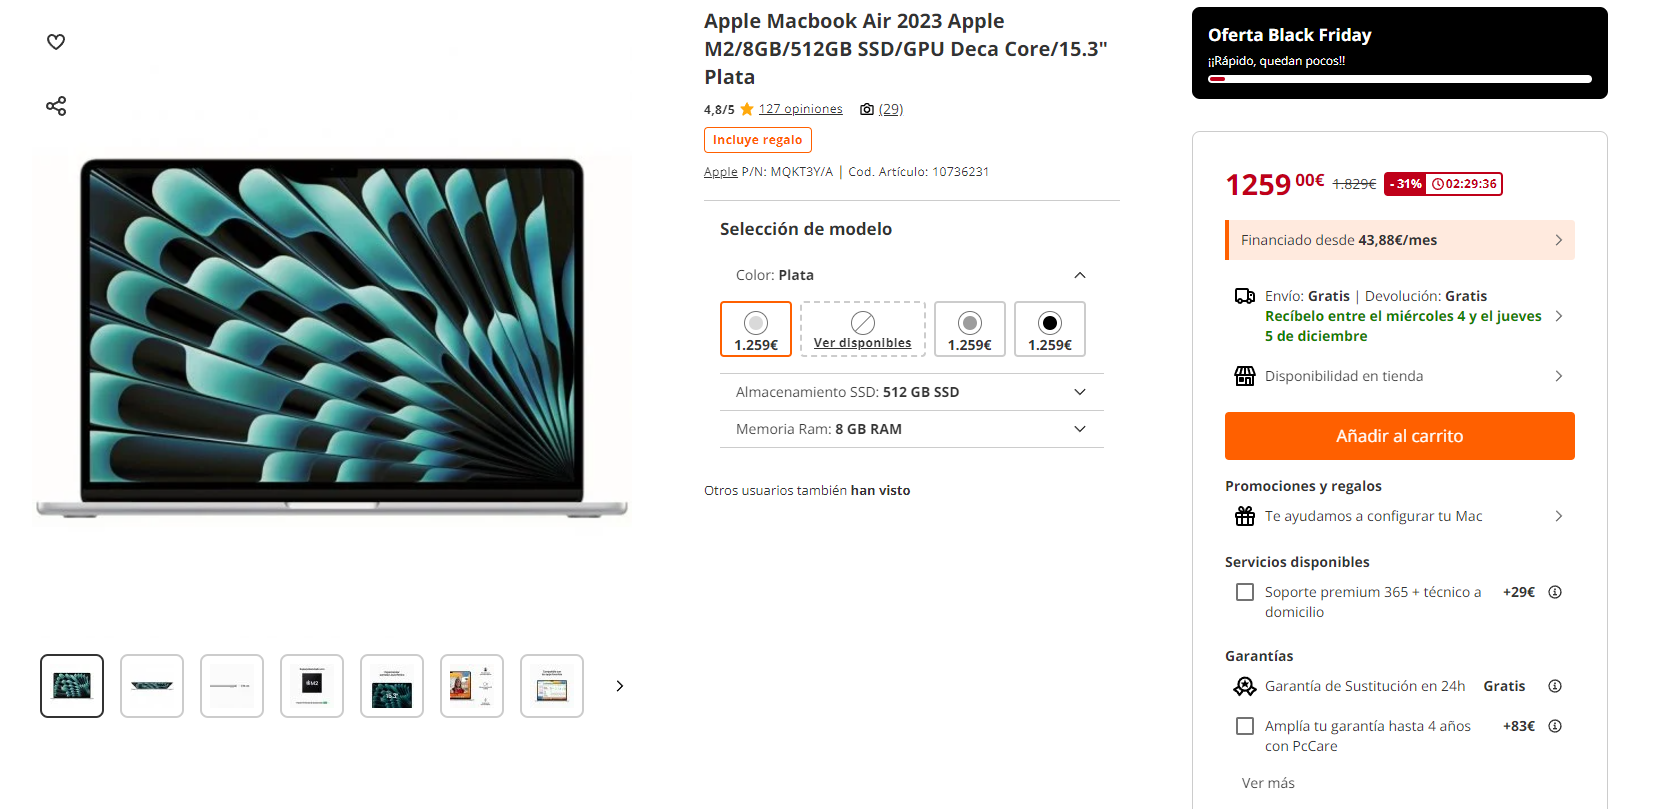 Apple Macbook Air 2023 Apple
M2/8GB/512GB SSD/GPU Deca Core/15.3"
Plata
4,8/5 127 opiniones (29)
Incluye regalo
Apple P/N: MQKT3Y/A | Cod. Artículo: 10736231
Selección de modelo
Color: Plata
1.259€ Ver disponibles 1.259€ 1.259€
Almacenamiento SSD: 512 GB SSD
Memoria Ram: 8 GB RAM
Otros usuarios también han visto
Oferta Black Friday
¡¡Rápido, quedan pocos!!
1259 00€ 1.829€ - 31% 02:29:36
Financiado desde 43,88€/mes
Envío: Gratis | Devolución: Gratis
Recíbelo entre el miércoles 4 y el jueves
5 de diciembre
Disponibilidad en tienda
Añadir al carrito
Promociones y regalos
Te ayudamos a configurar tu Mac
Servicios disponibles
Soporte premium 365 + técnico a +29€
domicilio
Garantías
Garantía de Sustitución en 24h Gratis
Amplía tu garantía hasta 4 años +83€
con PcCare
Ver más
M2
15.3"